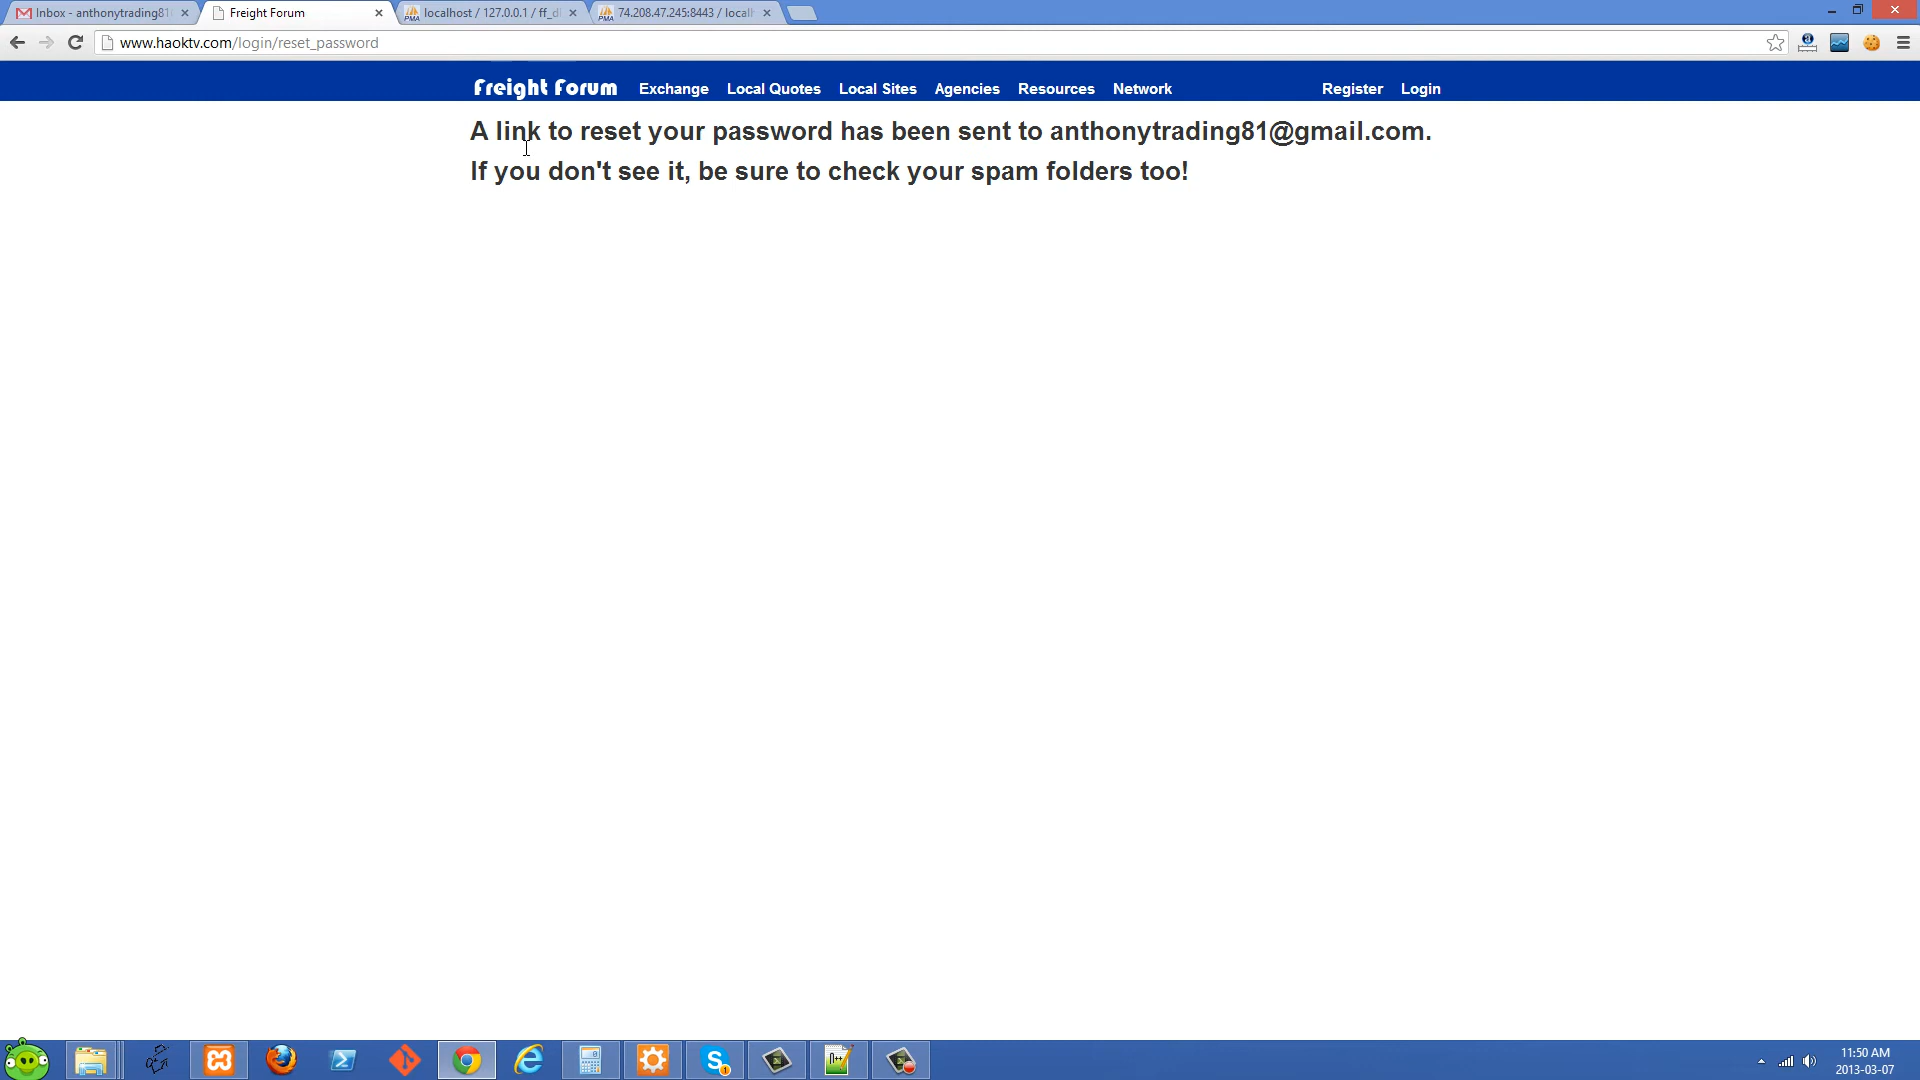 Inbox - anthonytrading81
Freight Forum
localhost / 127.0.0.1 / ff_d
74.208.47.245:8443 / local
www.haoktv.com/login/reset_password
Freight Forum
Exchange
Local Quotes
Local Sites
Agencies
Resources
Network
Register
Login
A link to reset your password has been sent to anthonytrading81@gmail.com.
If you don't see it, be sure to check your spam folders too!
11:50 AM
2013-03-07